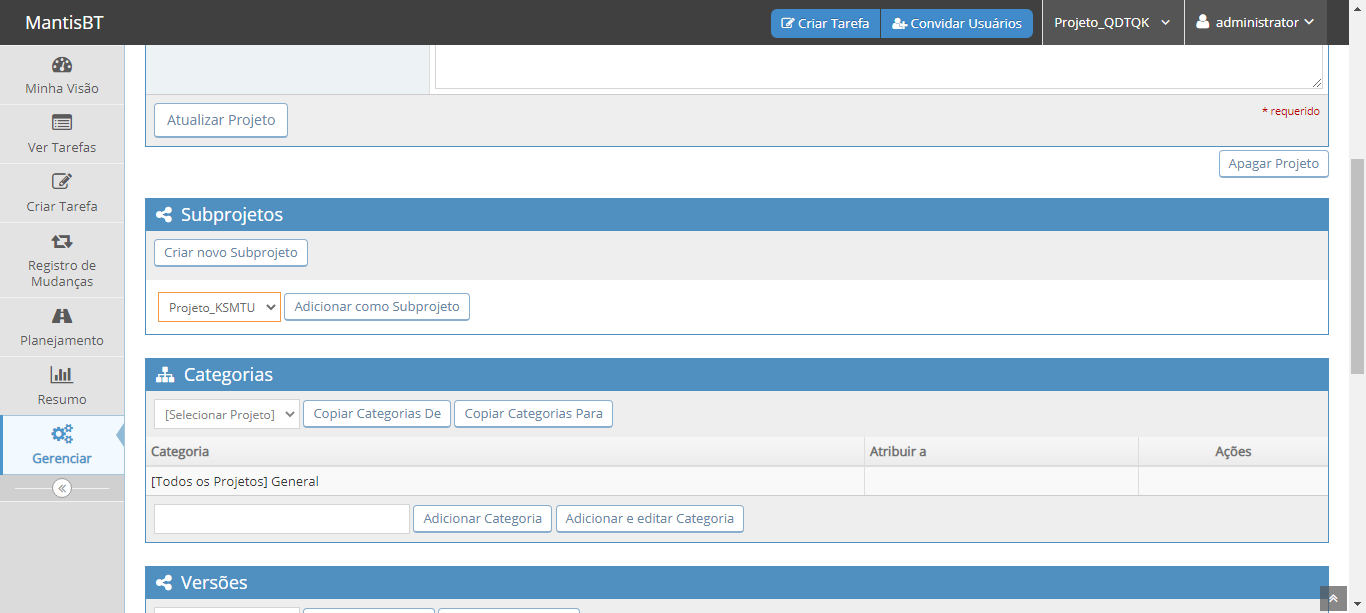 MantisBT
Criar Tarefa
Convidar Usuários
Projeto_QDTQK
administrator
Minha Visão
Ver Tarefas
Criar Tarefa
Registro de
Mudanças
Planejamento
Resumo
Gerenciar
Atualizar Projeto
* requerido
Apagar Projeto
Subprojetos
Criar novo Subprojeto
Projeto_KSMTU
Adicionar como Subprojeto
Categorias
[Selecionar Projeto]
Copiar Categorias De
Copiar Categorias Para
Categoria
Atribuir a
Ações
[Todos os Projetos] General
Adicionar Categoria
Adicionar e editar Categoria
Versões